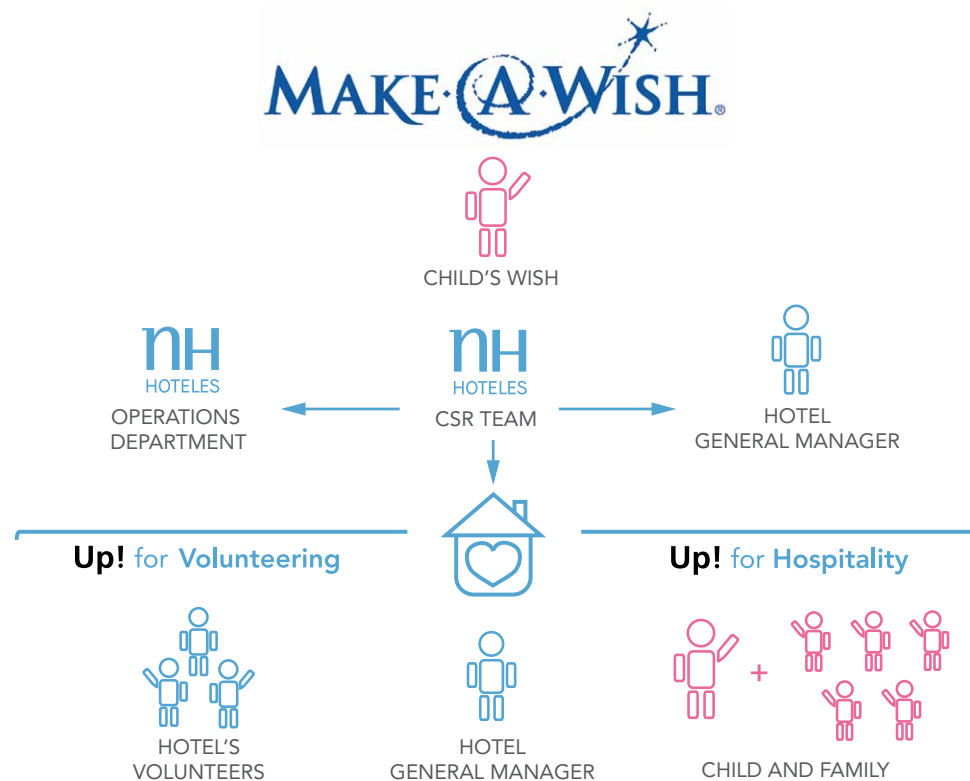 MAKE·A·WISH®
CHILD'S WISH
nH
HOTELES
OPERATIONS
DEPARTMENT
nH
HOTELES
CSR TEAM
HOTEL
GENERAL MANAGER
Up! for Volunteering
Up! for Hospitality
HOTEL'S
VOLUNTEERS
HOTEL
GENERAL MANAGER
CHILD AND FAMILY
+